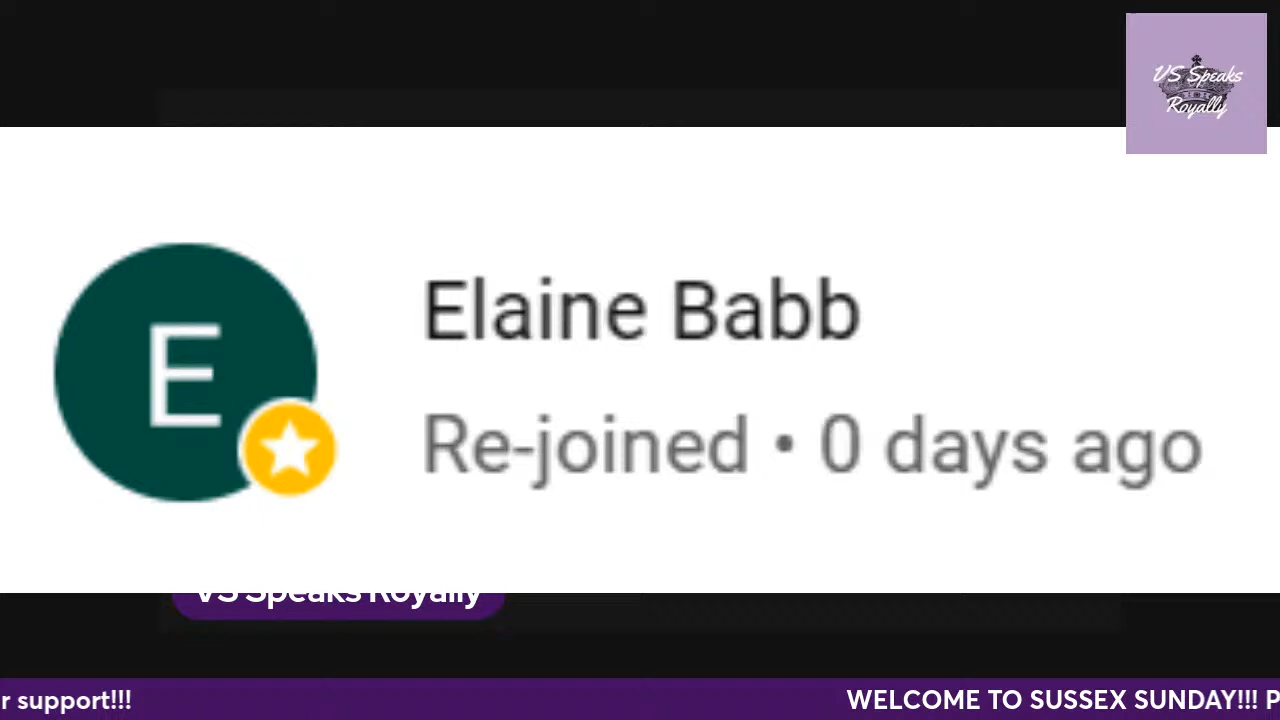 VS Speaks
Royally
E
Elaine Babb
Re-joined • 0 days ago
VS Speaks Royally
r support!!! WELCOME TO SUSSEX SUNDAY!!! P